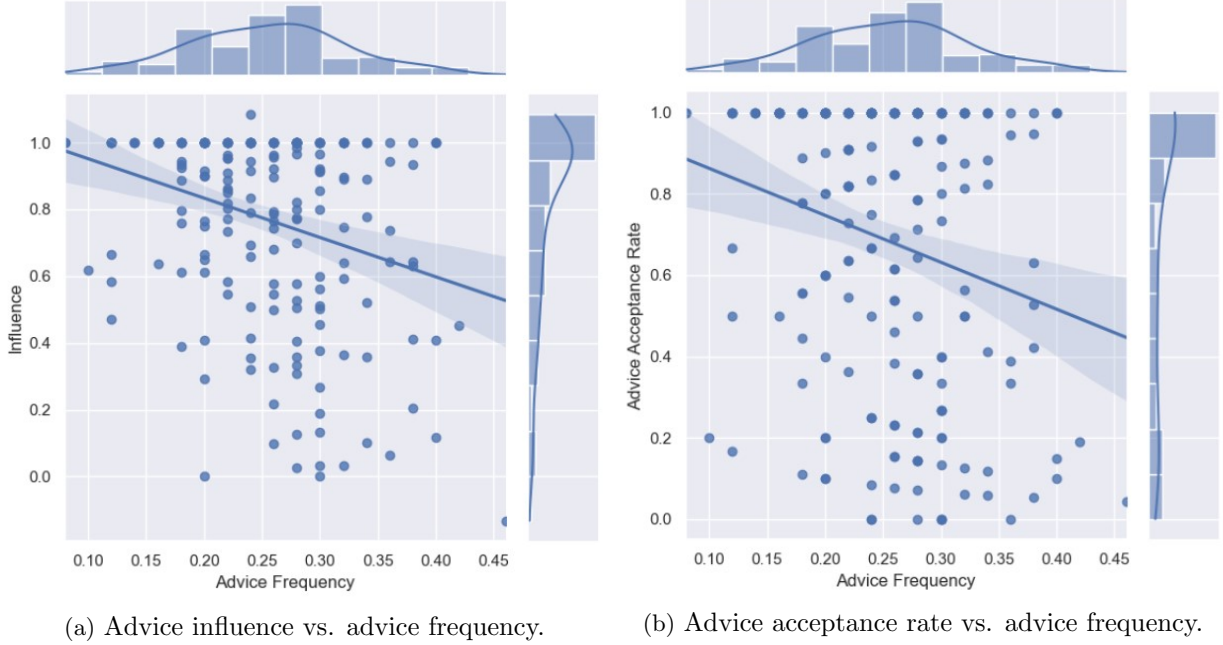 1.0
0.8
0.6
0.4
0.2
0.0
Influence
0.10 0.15 0.20 0.25 0.30 0.35 0.40 0.45
Advice Frequency
(a) Advice influence vs. advice frequency.
1.0
0.8
0.6
0.4
0.2
0.0
Advice Acceptance Rate
0.10 0.15 0.20 0.25 0.30 0.35 0.40 0.45
Advice Frequency
(b) Advice acceptance rate vs. advice frequency.